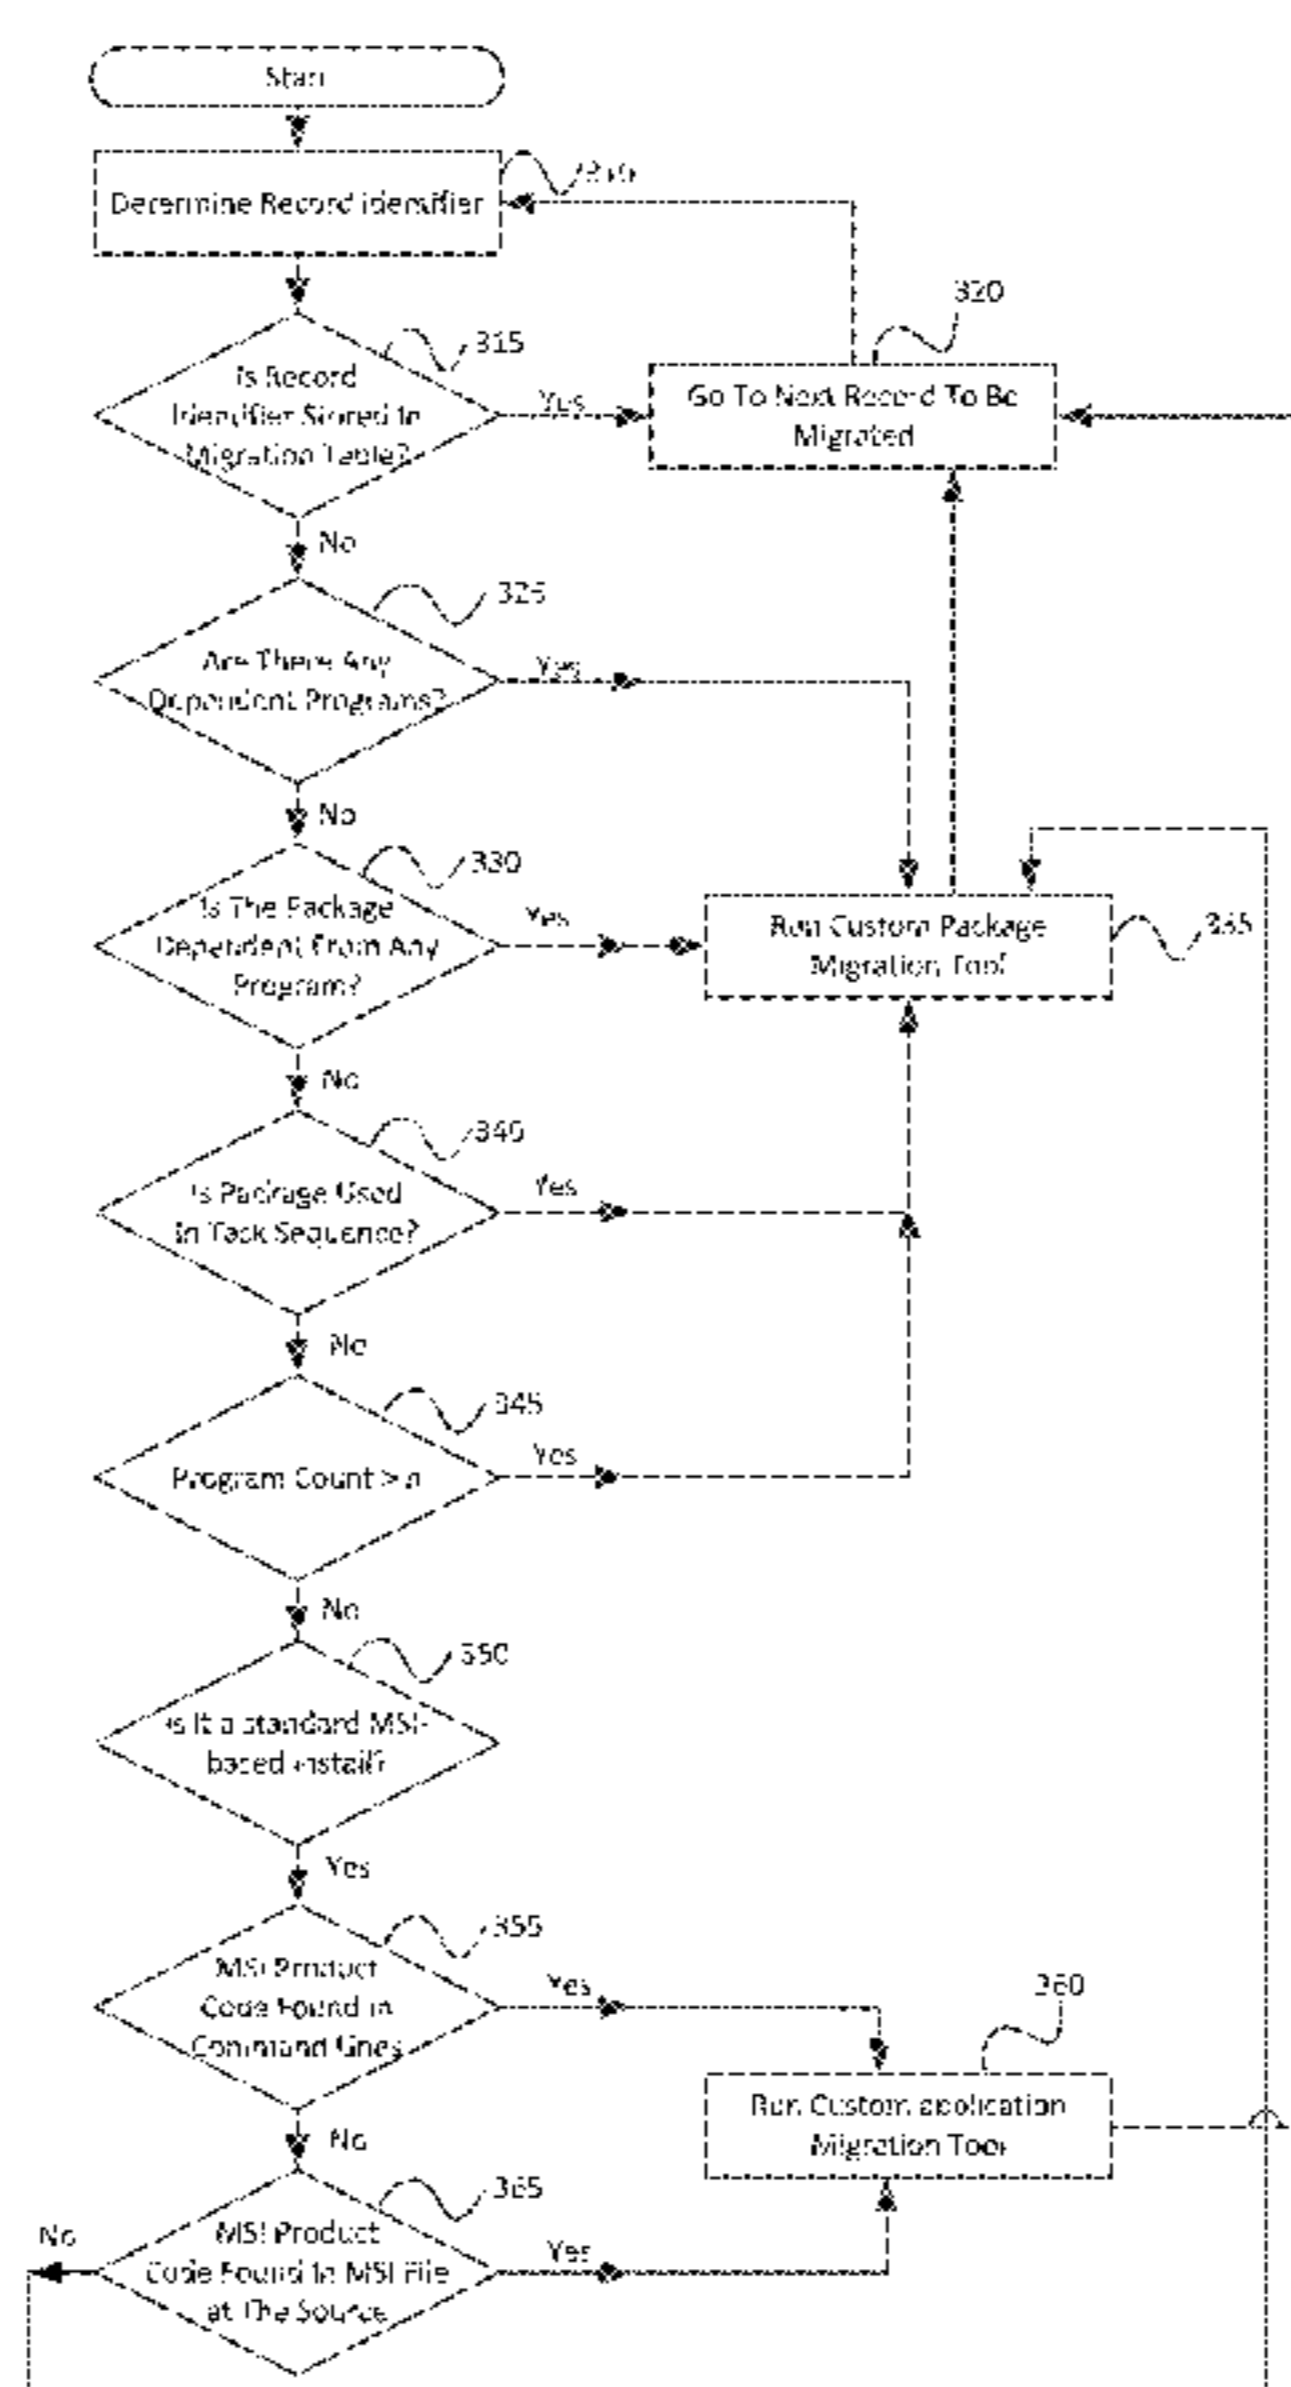 Start
Determine Record identifier
310
Is Record
Identifier Stored In
Migration Table?
315
Yes
320
Go To Next Record To Be
Migrated
No
325
Are There Any
Dependent Programs?
Yes
No
330
Is The Package
Dependent From Any
Program?
Yes
Run Custom Package
Migration Tool
335
No
340
Is Package Used
In Task Sequence?
Yes
No
345
Program Count > n
Yes
No
350
Is It a standard MSI-
based install?
Yes
355
MSI Product
Code Found in
Command Lines
Yes
360
Run Custom application
Migration Tool
No
365
MSI Product
Code Found In MSI File
at The Source
No
Yes